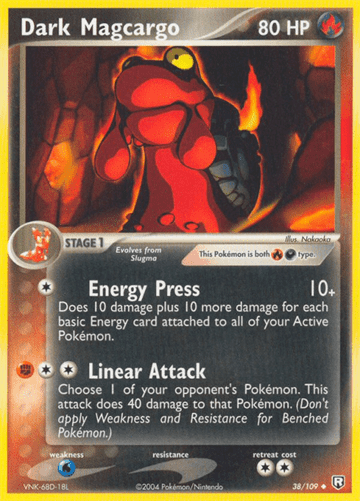 Dark Magcargo 80 HP
Illus. Nakaoka
STAGE 1
Evolves from
Slugma
This Pokémon is both type.
Energy Press 10+
Does 10 damage plus 10 more damage for each
basic Energy card attached to all of your Active
Pokémon.
Linear Attack
Choose 1 of your opponent's Pokémon. This
attack does 40 damage to that Pokémon. (Don't
apply Weakness and Resistance for Benched
Pokémon.)
weakness resistance retreat cost
VNK-68D-18L ©2004 Pokémon/Nintendo 38/109 R